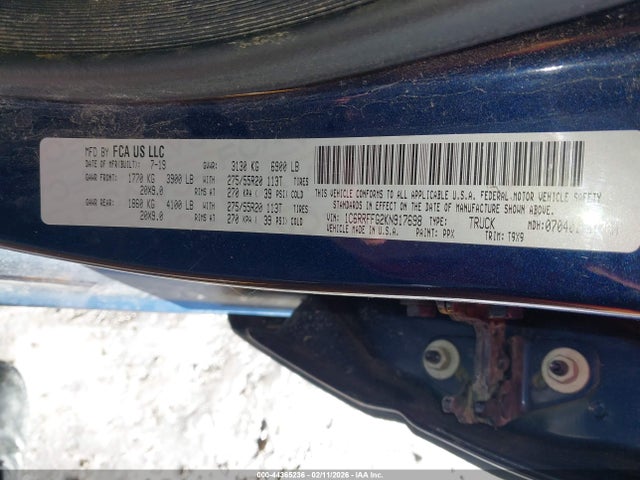 MFD BY FCA US LLC
DATE OF MFR(BUILT): 7-19 GVWR: 3130 KG 6900 LB
GAWR FRONT: 1770 KG 3900 LB WITH 275/55R20 113T TIRES
20X9.0 RIMS AT 270 KPA / 39 PSI COLD
GAWR REAR: 1860 KG 4100 LB WITH 275/55R20 113T TIRES
20X9.0 RIMS AT 270 KPA / 39 PSI COLD
THIS VEHICLE CONFORMS TO ALL APPLICABLE U.S.A. FEDERAL MOTOR VEHICLE SAFETY
STANDARDS IN EFFECT ON THE DATE OF MANUFACTURE SHOWN ABOVE.
VIN: 1C6RRFFG2KN817698 TYPE: TRUCK MDH:
VEHICLE MADE IN U.S.A. PAINT: PPX TRIM: T9X9
000-44365236 - 02/11/2026 - IAA Inc.